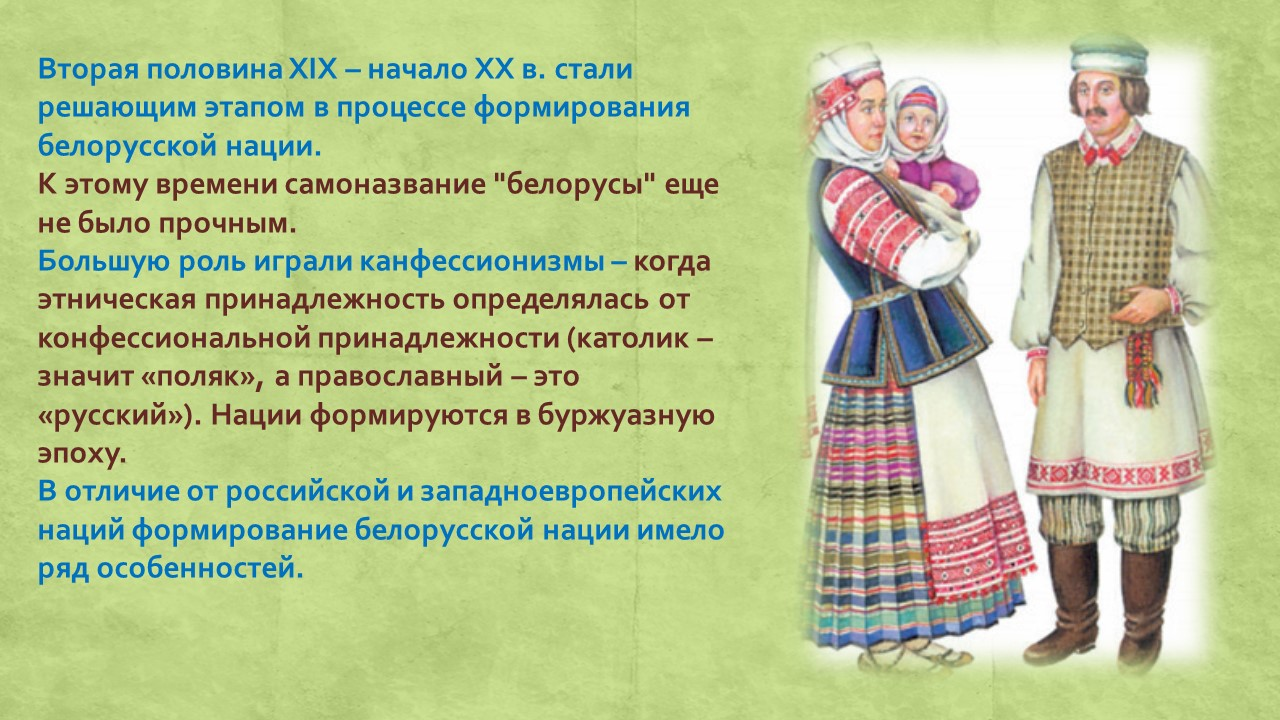 Вторая половина XIX – начало XX в. стали
решающим этапом в процессе формирования
белорусской нации.
К этому времени самоназвание "белорусы" еще
не было прочным.
Большую роль играли канфессионизмы – когда
этническая принадлежность определялась от
конфессиональной принадлежности (католик –
значит «поляк», а православный – это
«русский»). Нации формируются в буржуазную
эпоху.
В отличие от российской и западноевропейских
наций формирование белорусской нации имело
ряд особенностей.